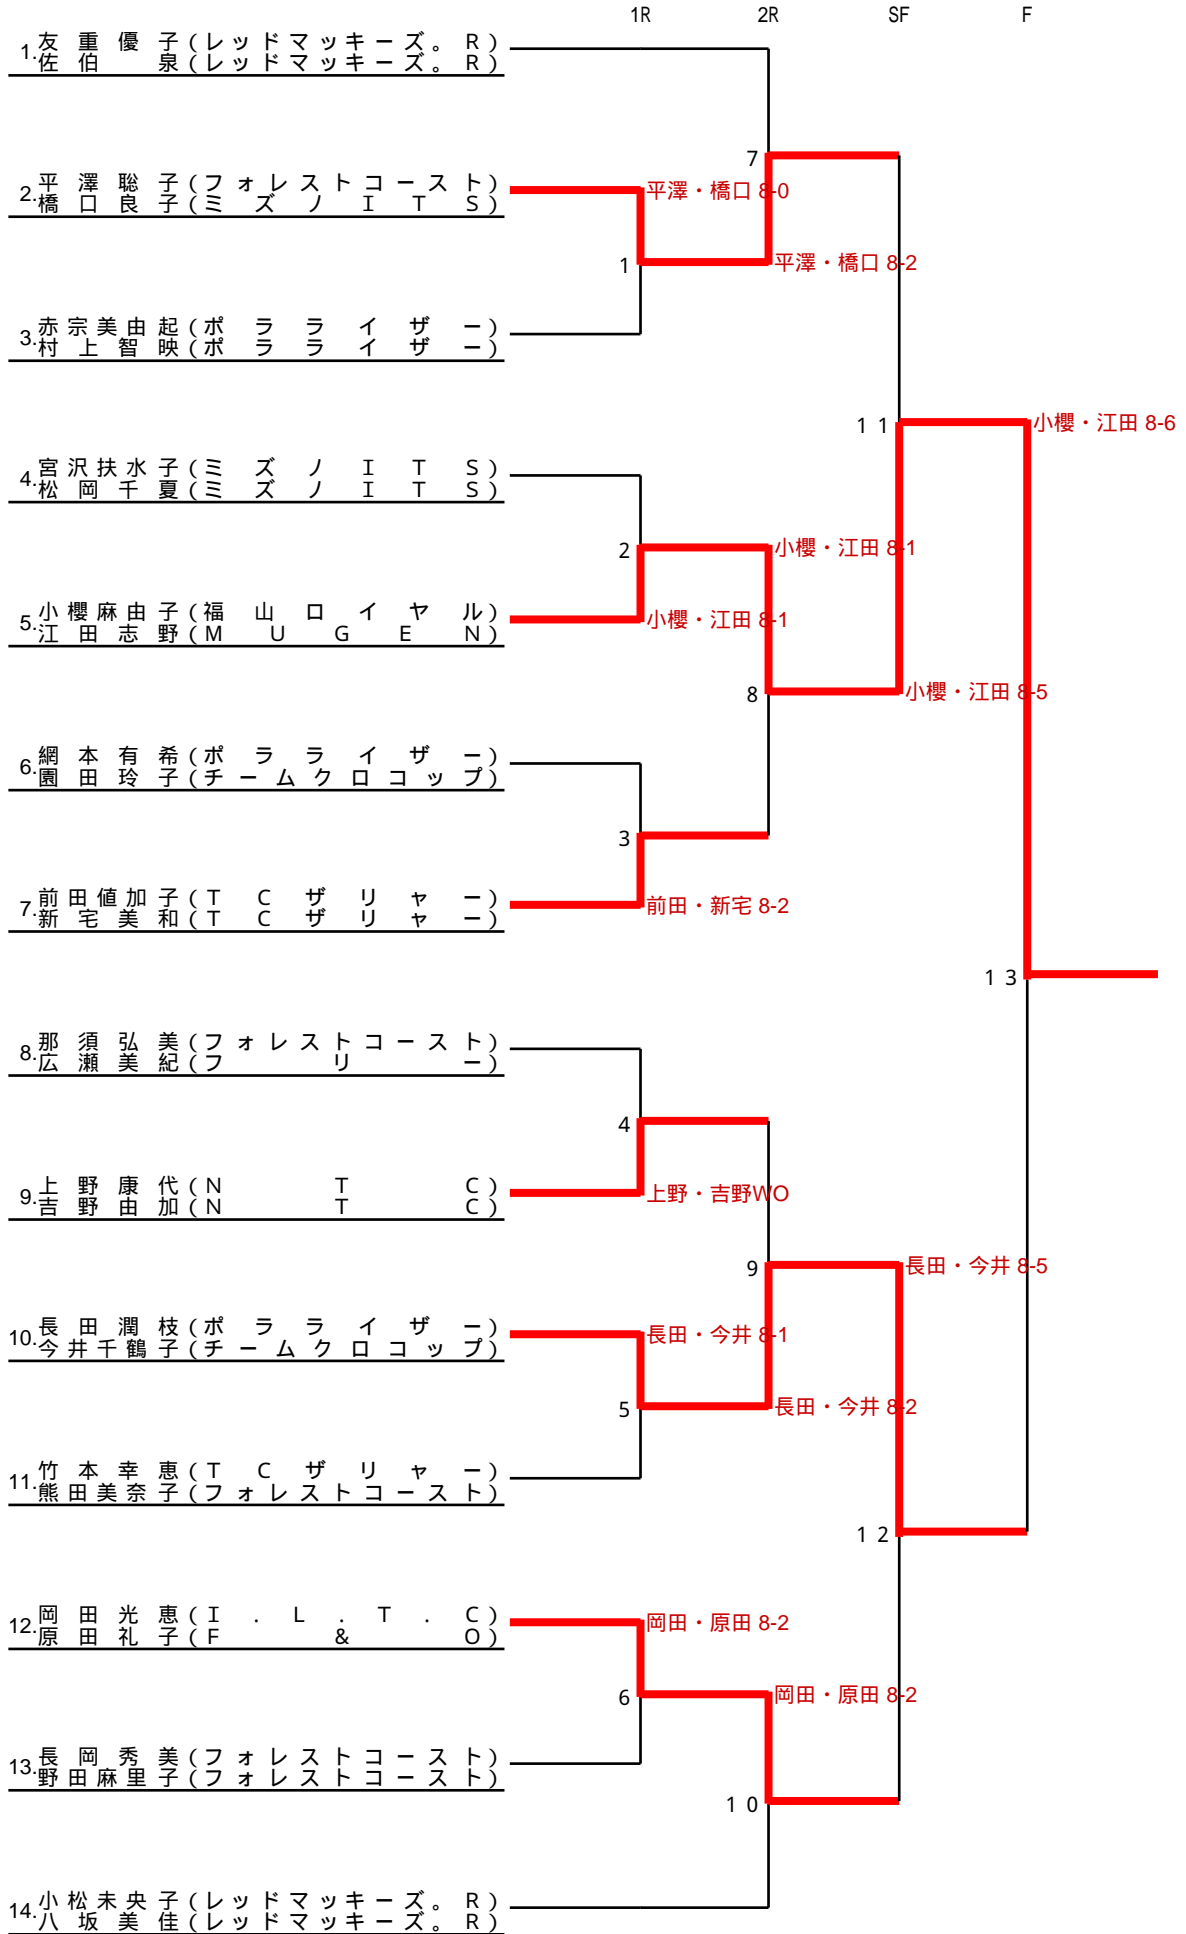 1R 2R SF F
1. 友重優子(レッドマッキーズ。R)
佐伯 泉(レッドマッキーズ。R)
7
2. 平澤聡子(フォレストコースト) 平澤・橋口 8-0
橋口良子(ミズノITS)
1 平澤・橋口 8-2
3. 赤宗美由起(ポラライザー)
村上智映(ポラライザー)
11 小櫻・江田 8-6
4. 宮沢扶水子(ミズノITS)
松岡千夏(ミズノITS)
2 小櫻・江田 8-1
5. 小櫻麻由子(福山ロイヤル) 小櫻・江田 8-1
江田志野(MUGEN)
8 小櫻・江田 8-5
6. 網本有希(ポラライザー)
園田玲子(チームクロコップ)
3
7. 前田値加子(TCザリャー) 前田・新宅 8-2
新宅美和(TCザリャー)
13
8. 那須弘美(フォレストコースト)
広瀬美紀(フリー)
4
9. 上野康代(NTC) 上野・吉野WO
吉野由加(NTC)
9 長田・今井 8-5
10. 長田潤枝(ポラライザー) 長田・今井 8-1
今井千鶴子(チームクロコップ)
5 長田・今井 8-2
11. 竹本幸恵(TCザリャー)
熊田美奈子(フォレストコースト)
12
12. 岡田光恵(I.L.T.C) 岡田・原田 8-2
原田礼子(F&O)
6 岡田・原田 8-2
13. 長岡秀美(フォレストコースト)
野田麻里子(フォレストコースト)
10
14. 小松未央子(レッドマッキーズ。R)
八坂美佳(レッドマッキーズ。R)